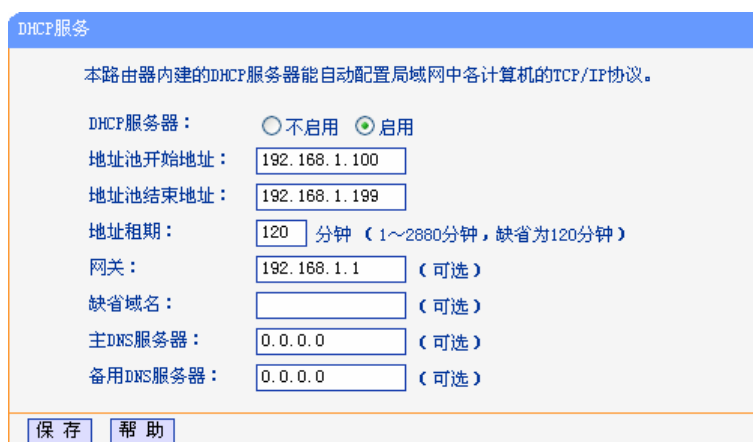 DHCP服务
本路由器内建的DHCP服务器能自动配置局域网中各计算机的TCP/IP协议。
DHCP服务器： 不启用 启用
地址池开始地址： 192.168.1.100
地址池结束地址： 192.168.1.199
地址租期： 120 分钟（1～2880分钟，缺省为120分钟）
网关： 192.168.1.1 （可选）
缺省域名： （可选）
主DNS服务器： 0.0.0.0 （可选）
备用DNS服务器： 0.0.0.0 （可选）
保 存 帮 助